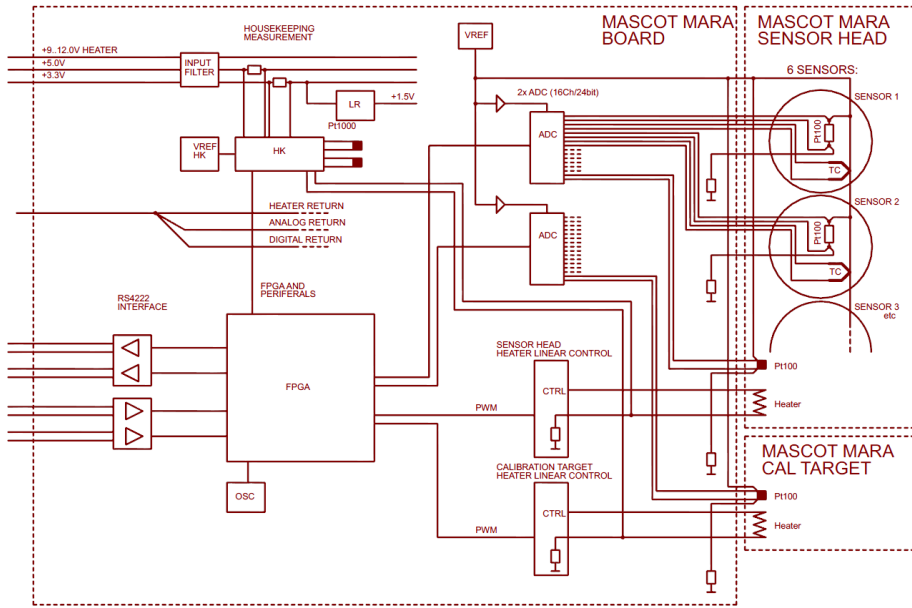 HOUSEKEEPING
MEASUREMENT
MASCOT MARA
BOARD
MASCOT MARA
SENSOR HEAD
VREF
+9..12.0V HEATER
+5.0V
+3.3V
INPUT
FILTER
6 SENSORS:
LR
+1.5V
2x ADC (16Ch/24bit)
SENSOR 1
Pt1000
ADC
Pt100
VREF
HK
HK
TC
HEATER RETURN
ANALOG RETURN
DIGITAL RETURN
SENSOR 2
ADC
Pt100
TC
FPGA AND
PERIFERALS
RS4222
INTERFACE
SENSOR 3
etc
SENSOR HEAD
HEATER LINEAR CONTROL
FPGA
Pt100
CTRL
PWM
Heater
MASCOT MARA
CAL TARGET
CALIBRATION TARGET
HEATER LINEAR CONTROL
OSC
Pt100
CTRL
PWM
Heater